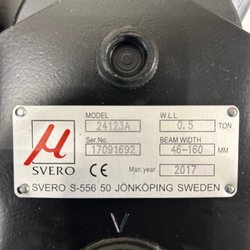 MODEL W.L.L.
24123A 0.5 TON
Ser No. BEAM WIDTH
17091692 46-160 MM
µ
SVERO Man.year 2017
SVERO S-556 50 JÖNKÖPING SWEDEN
V